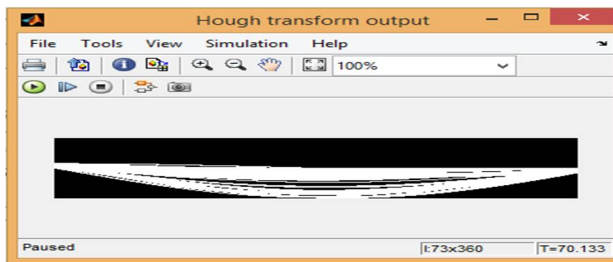 Hough transform output
File Tools View Simulation Help
100%
Paused I:73x360 T=70.133